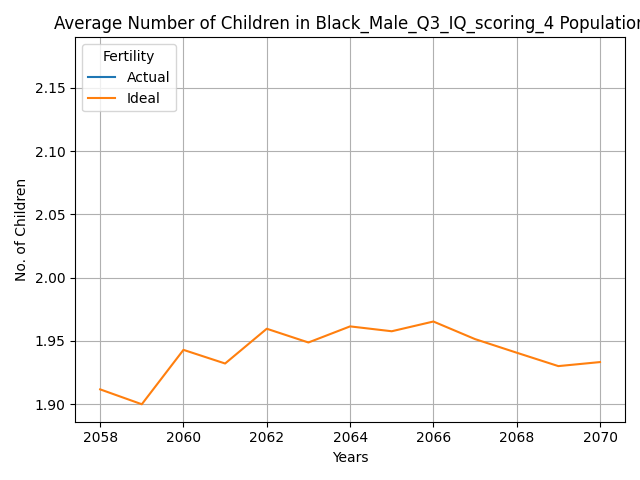 Average Number of Children in Black_Male_Q3_IQ_scoring_4 Population
Fertility
Actual
Ideal
2.15
2.10
2.05
2.00
1.95
1.90
No. of Children
2058 2060 2062 2064 2066 2068 2070
Years